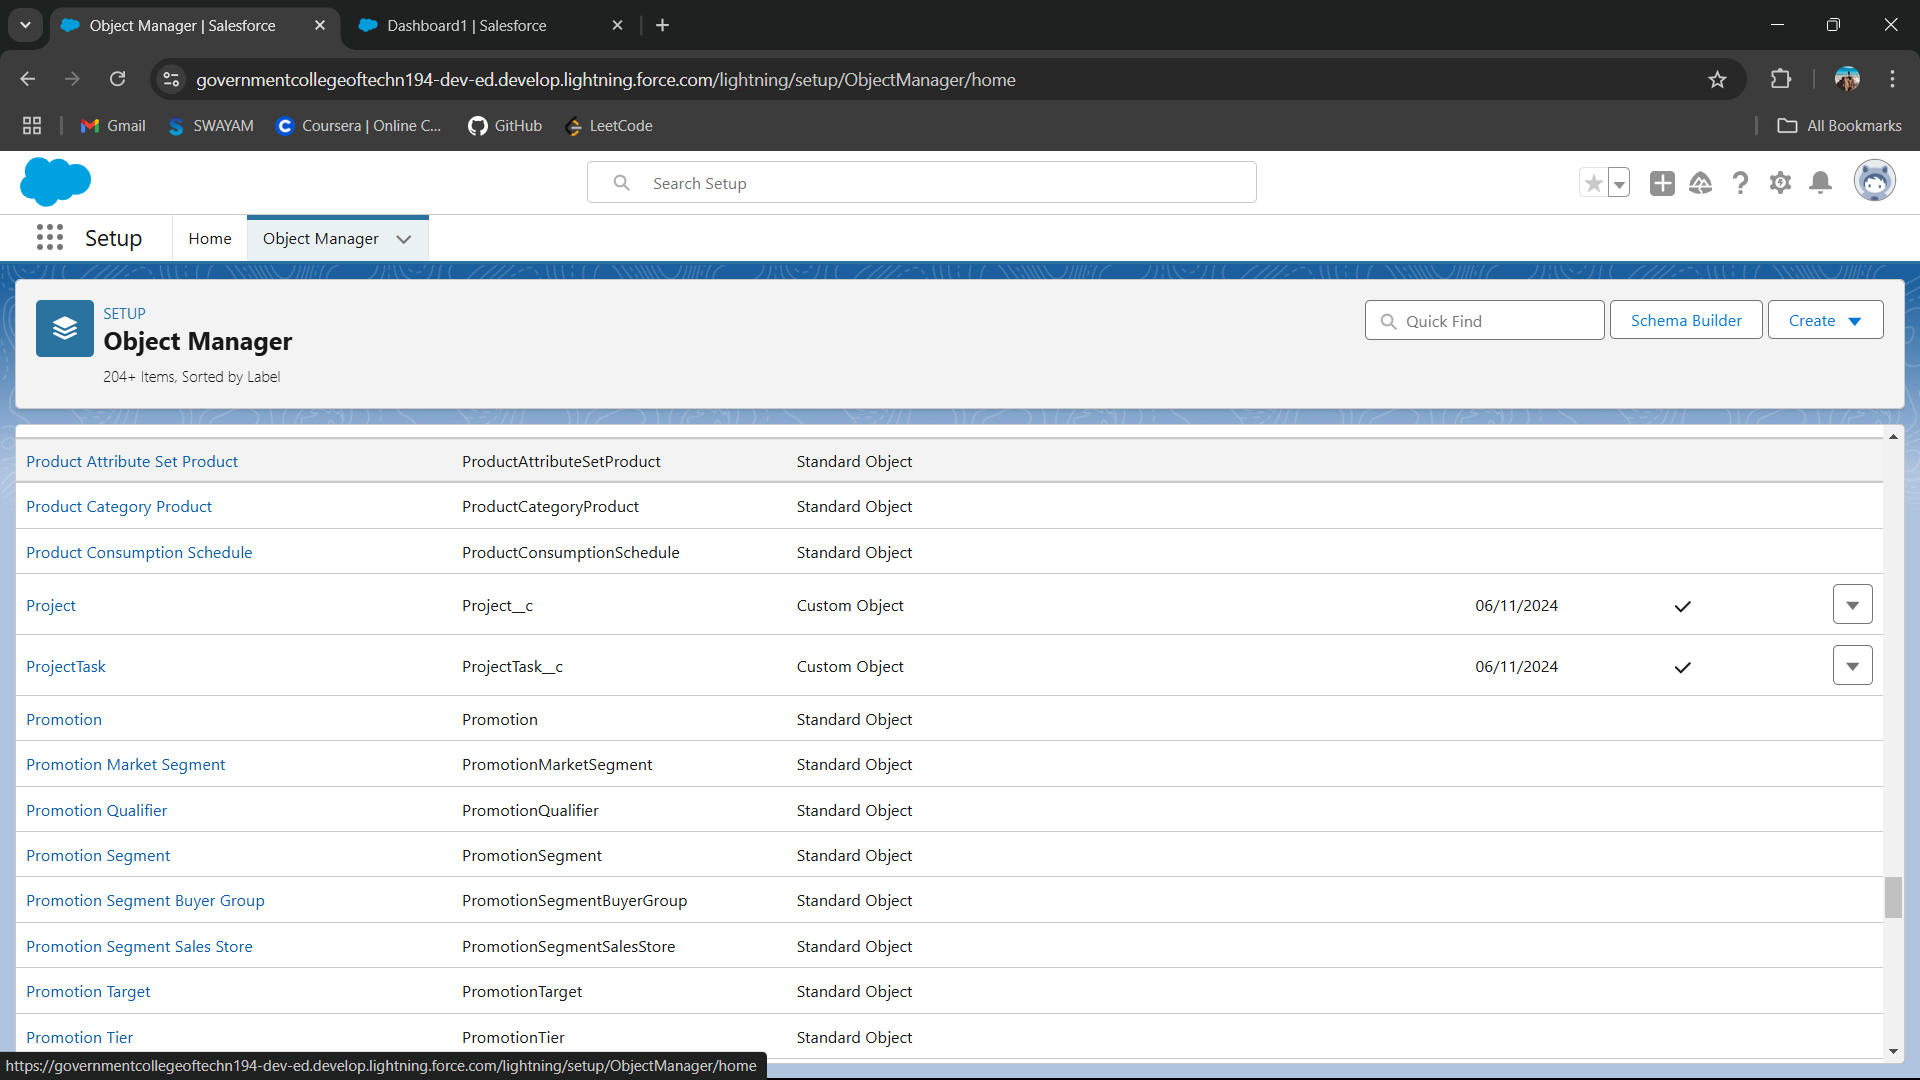 Object Manager | Salesforce
Dashboard1 | Salesforce
governmentcollegeoftechn194-dev-ed.develop.lightning.force.com/lightning/setup/ObjectManager/home
Gmail
SWAYAM
Coursera | Online C...
GitHub
LeetCode
All Bookmarks
Search Setup
Setup
Home
Object Manager
SETUP
Object Manager
204+ Items, Sorted by Label
Quick Find
Schema Builder
Create
Product Attribute Set Product ProductAttributeSetProduct Standard Object
Product Category Product ProductCategoryProduct Standard Object
Product Consumption Schedule ProductConsumptionSchedule Standard Object
Project Project__c Custom Object 06/11/2024
ProjectTask ProjectTask__c Custom Object 06/11/2024
Promotion Promotion Standard Object
Promotion Market Segment PromotionMarketSegment Standard Object
Promotion Qualifier PromotionQualifier Standard Object
Promotion Segment PromotionSegment Standard Object
Promotion Segment Buyer Group PromotionSegmentBuyerGroup Standard Object
Promotion Segment Sales Store PromotionSegmentSalesStore Standard Object
Promotion Target PromotionTarget Standard Object
Promotion Tier PromotionTier Standard Object
https://governmentcollegeoftechn194-dev-ed.develop.lightning.force.com/lightning/setup/ObjectManager/home